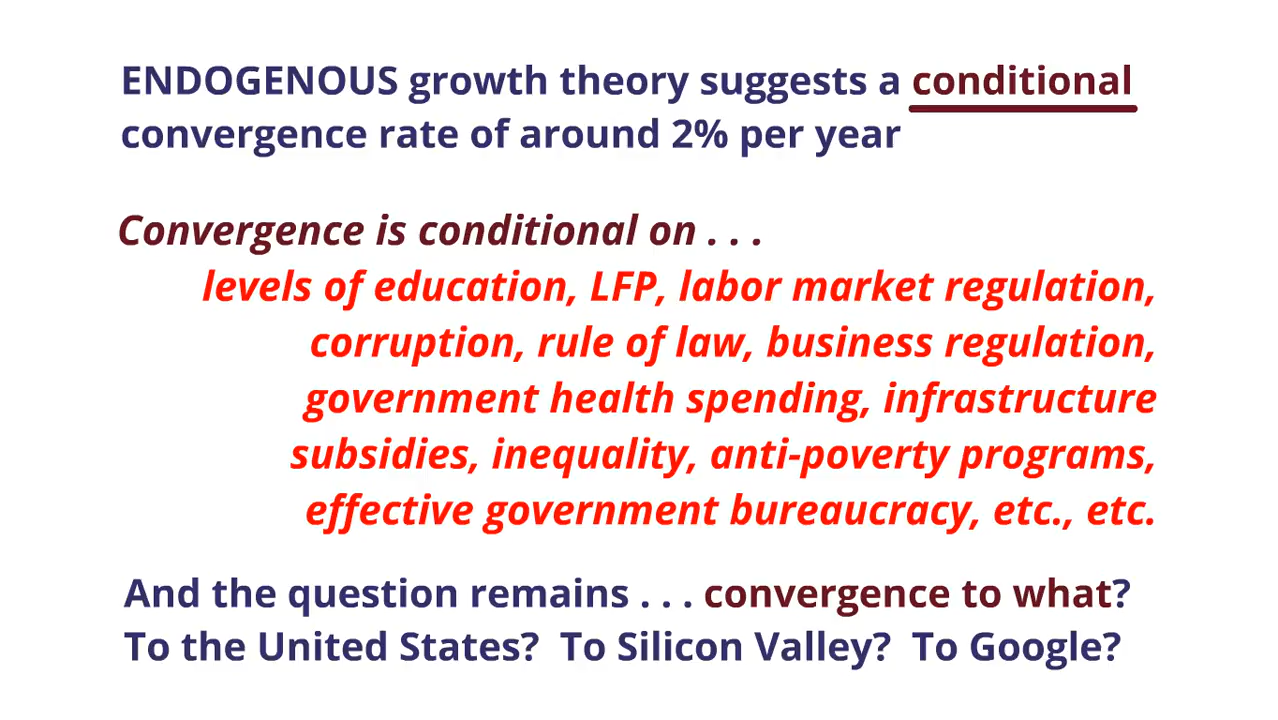 ENDOGENOUS growth theory suggests a conditional
convergence rate of around 2% per year
Convergence is conditional on . . .
levels of education, LFP, labor market regulation,
corruption, rule of law, business regulation,
government health spending, infrastructure
subsidies, inequality, anti-poverty programs,
effective government bureaucracy, etc., etc.
And the question remains . . . convergence to what?
To the United States? To Silicon Valley? To Google?